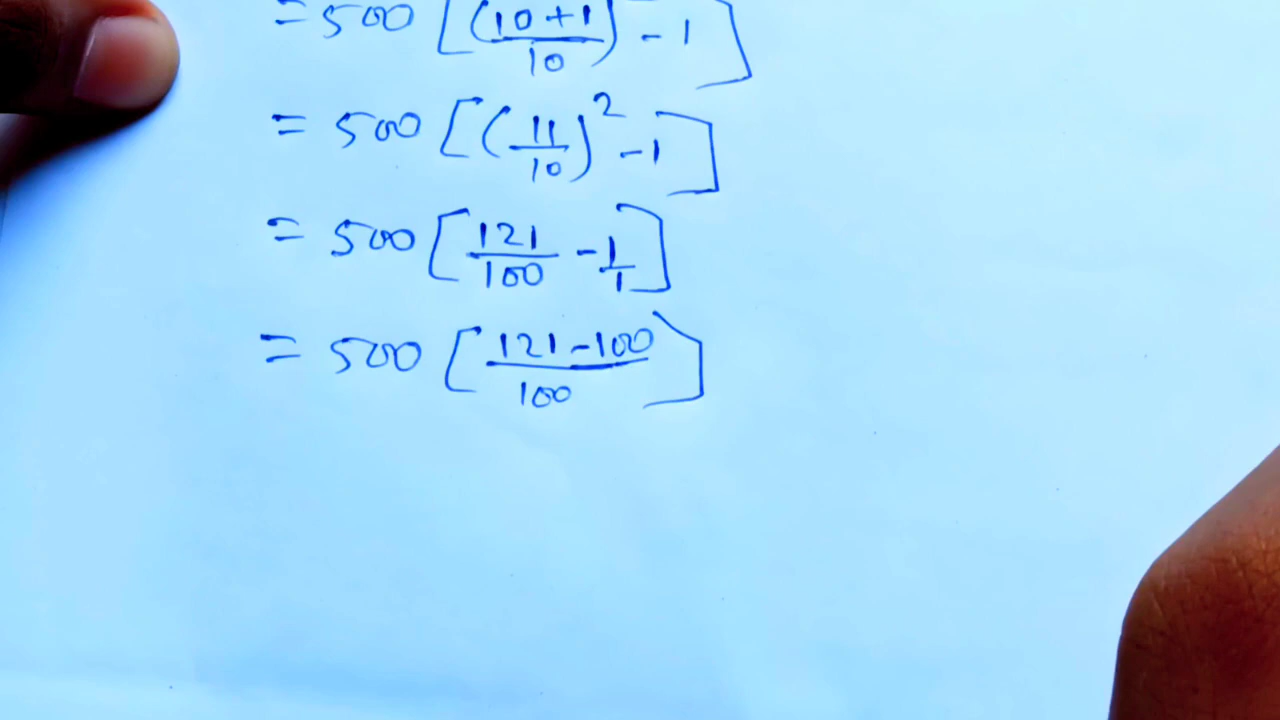 = 500 [(10+1/10) - 1]
= 500 [(11/10)² - 1]
= 500 [121/100 - 1/1]
= 500 [121-100/100]